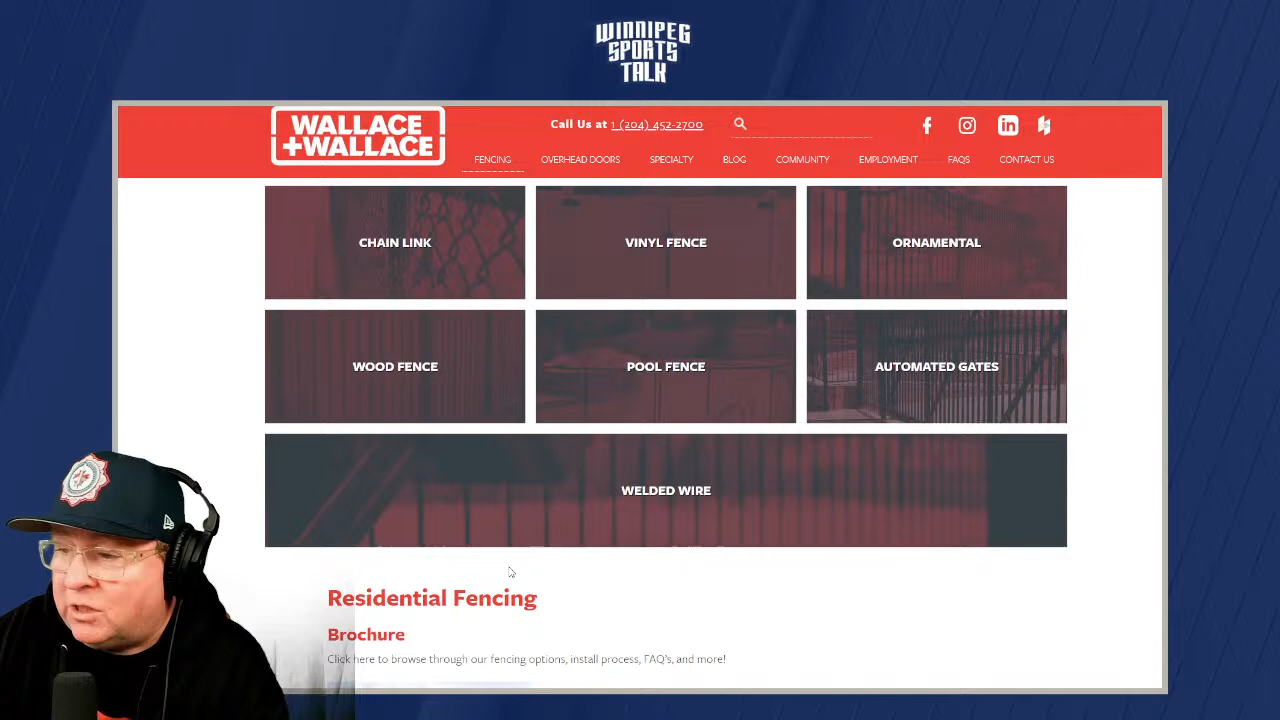 WINNIPEG
SPORTS
TALK
WALLACE
+WALLACE
Call Us at 1 (204) 452-2700
FENCING OVERHEAD DOORS SPECIALTY BLOG COMMUNITY EMPLOYMENT FAQS CONTACT US
CHAIN LINK VINYL FENCE ORNAMENTAL
WOOD FENCE POOL FENCE AUTOMATED GATES
WELDED WIRE
Residential Fencing
Brochure
Click here to browse through our fencing options, install process, FAQ's, and more!